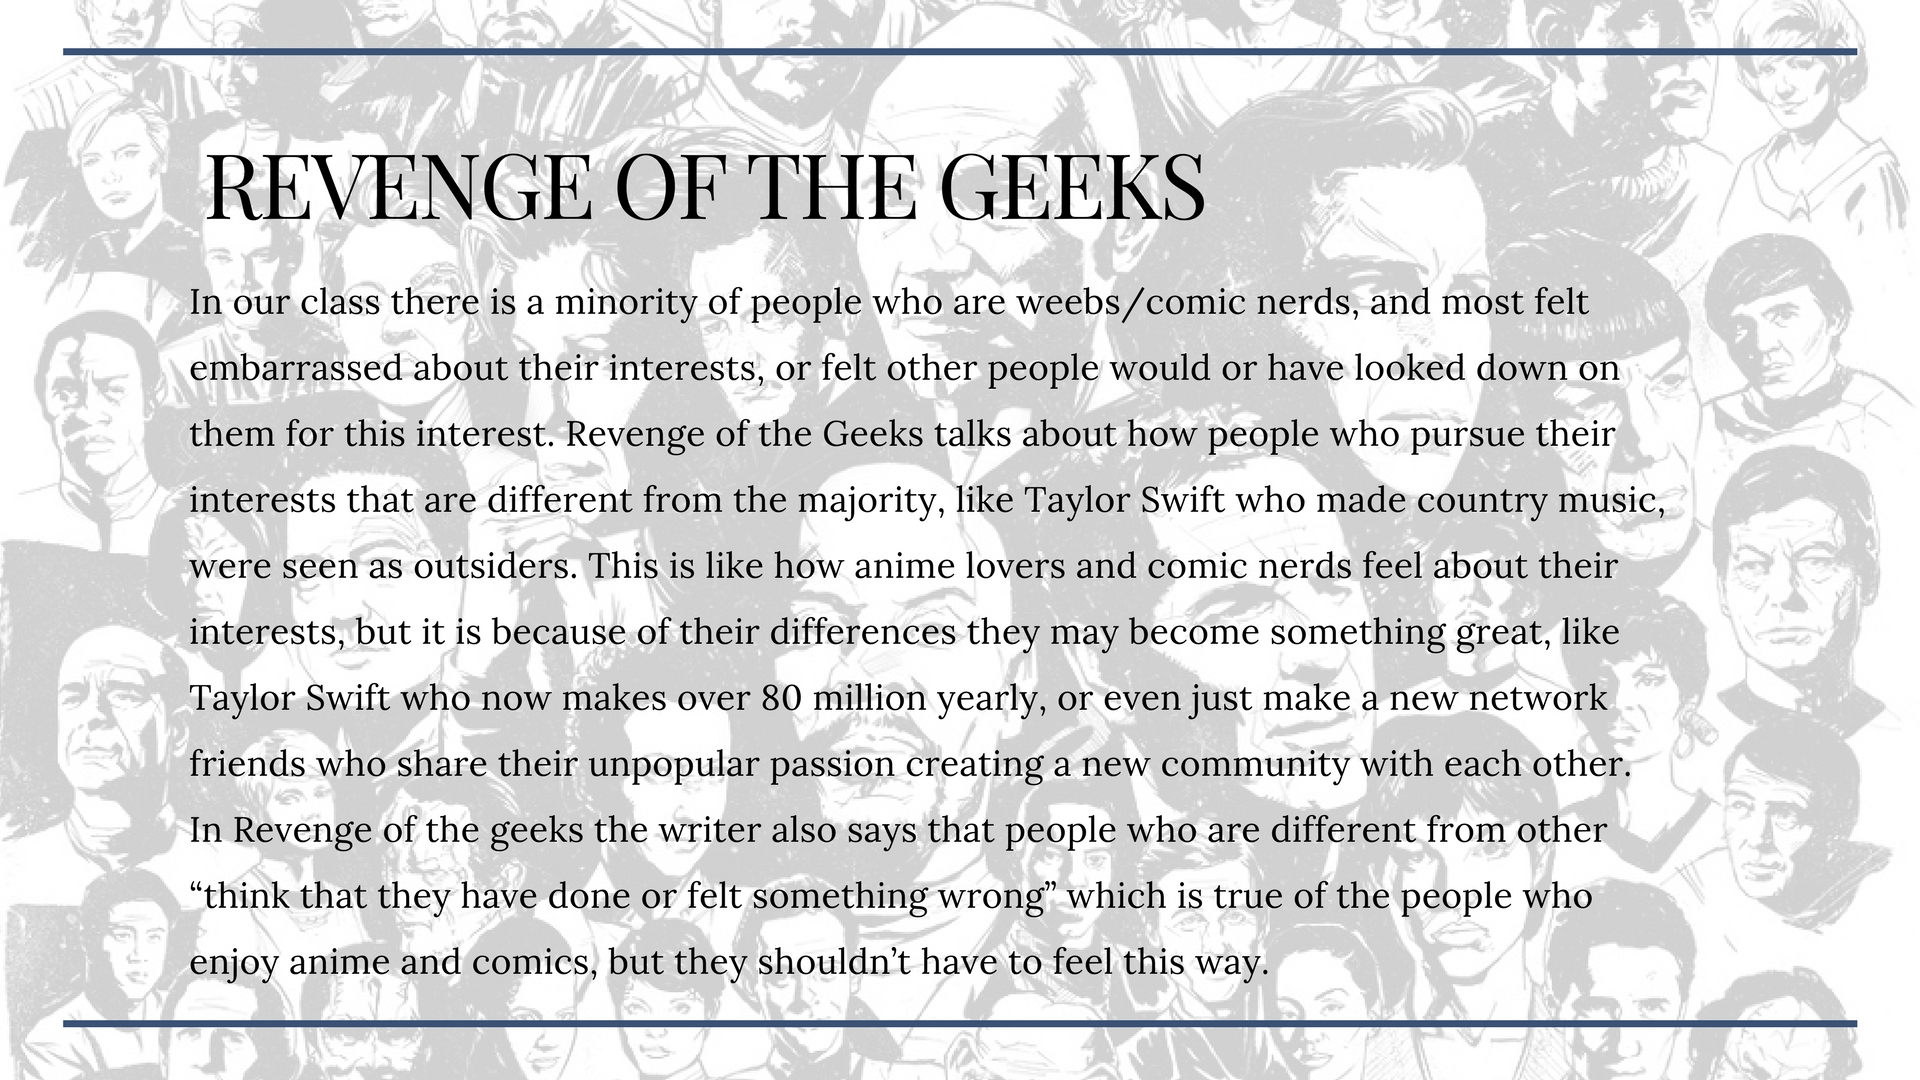 REVENGE OF THE GEEKS
In our class there is a minority of people who are weebs/comic nerds, and most felt
embarrassed about their interests, or felt other people would or have looked down on
them for this interest. Revenge of the Geeks talks about how people who pursue their
interests that are different from the majority, like Taylor Swift who made country music,
were seen as outsiders. This is like how anime lovers and comic nerds feel about their
interests, but it is because of their differences they may become something great, like
Taylor Swift who now makes over 80 million yearly, or even just make a new network
friends who share their unpopular passion creating a new community with each other.
In Revenge of the geeks the writer also says that people who are different from other
“think that they have done or felt something wrong” which is true of the people who
enjoy anime and comics, but they shouldn’t have to feel this way.